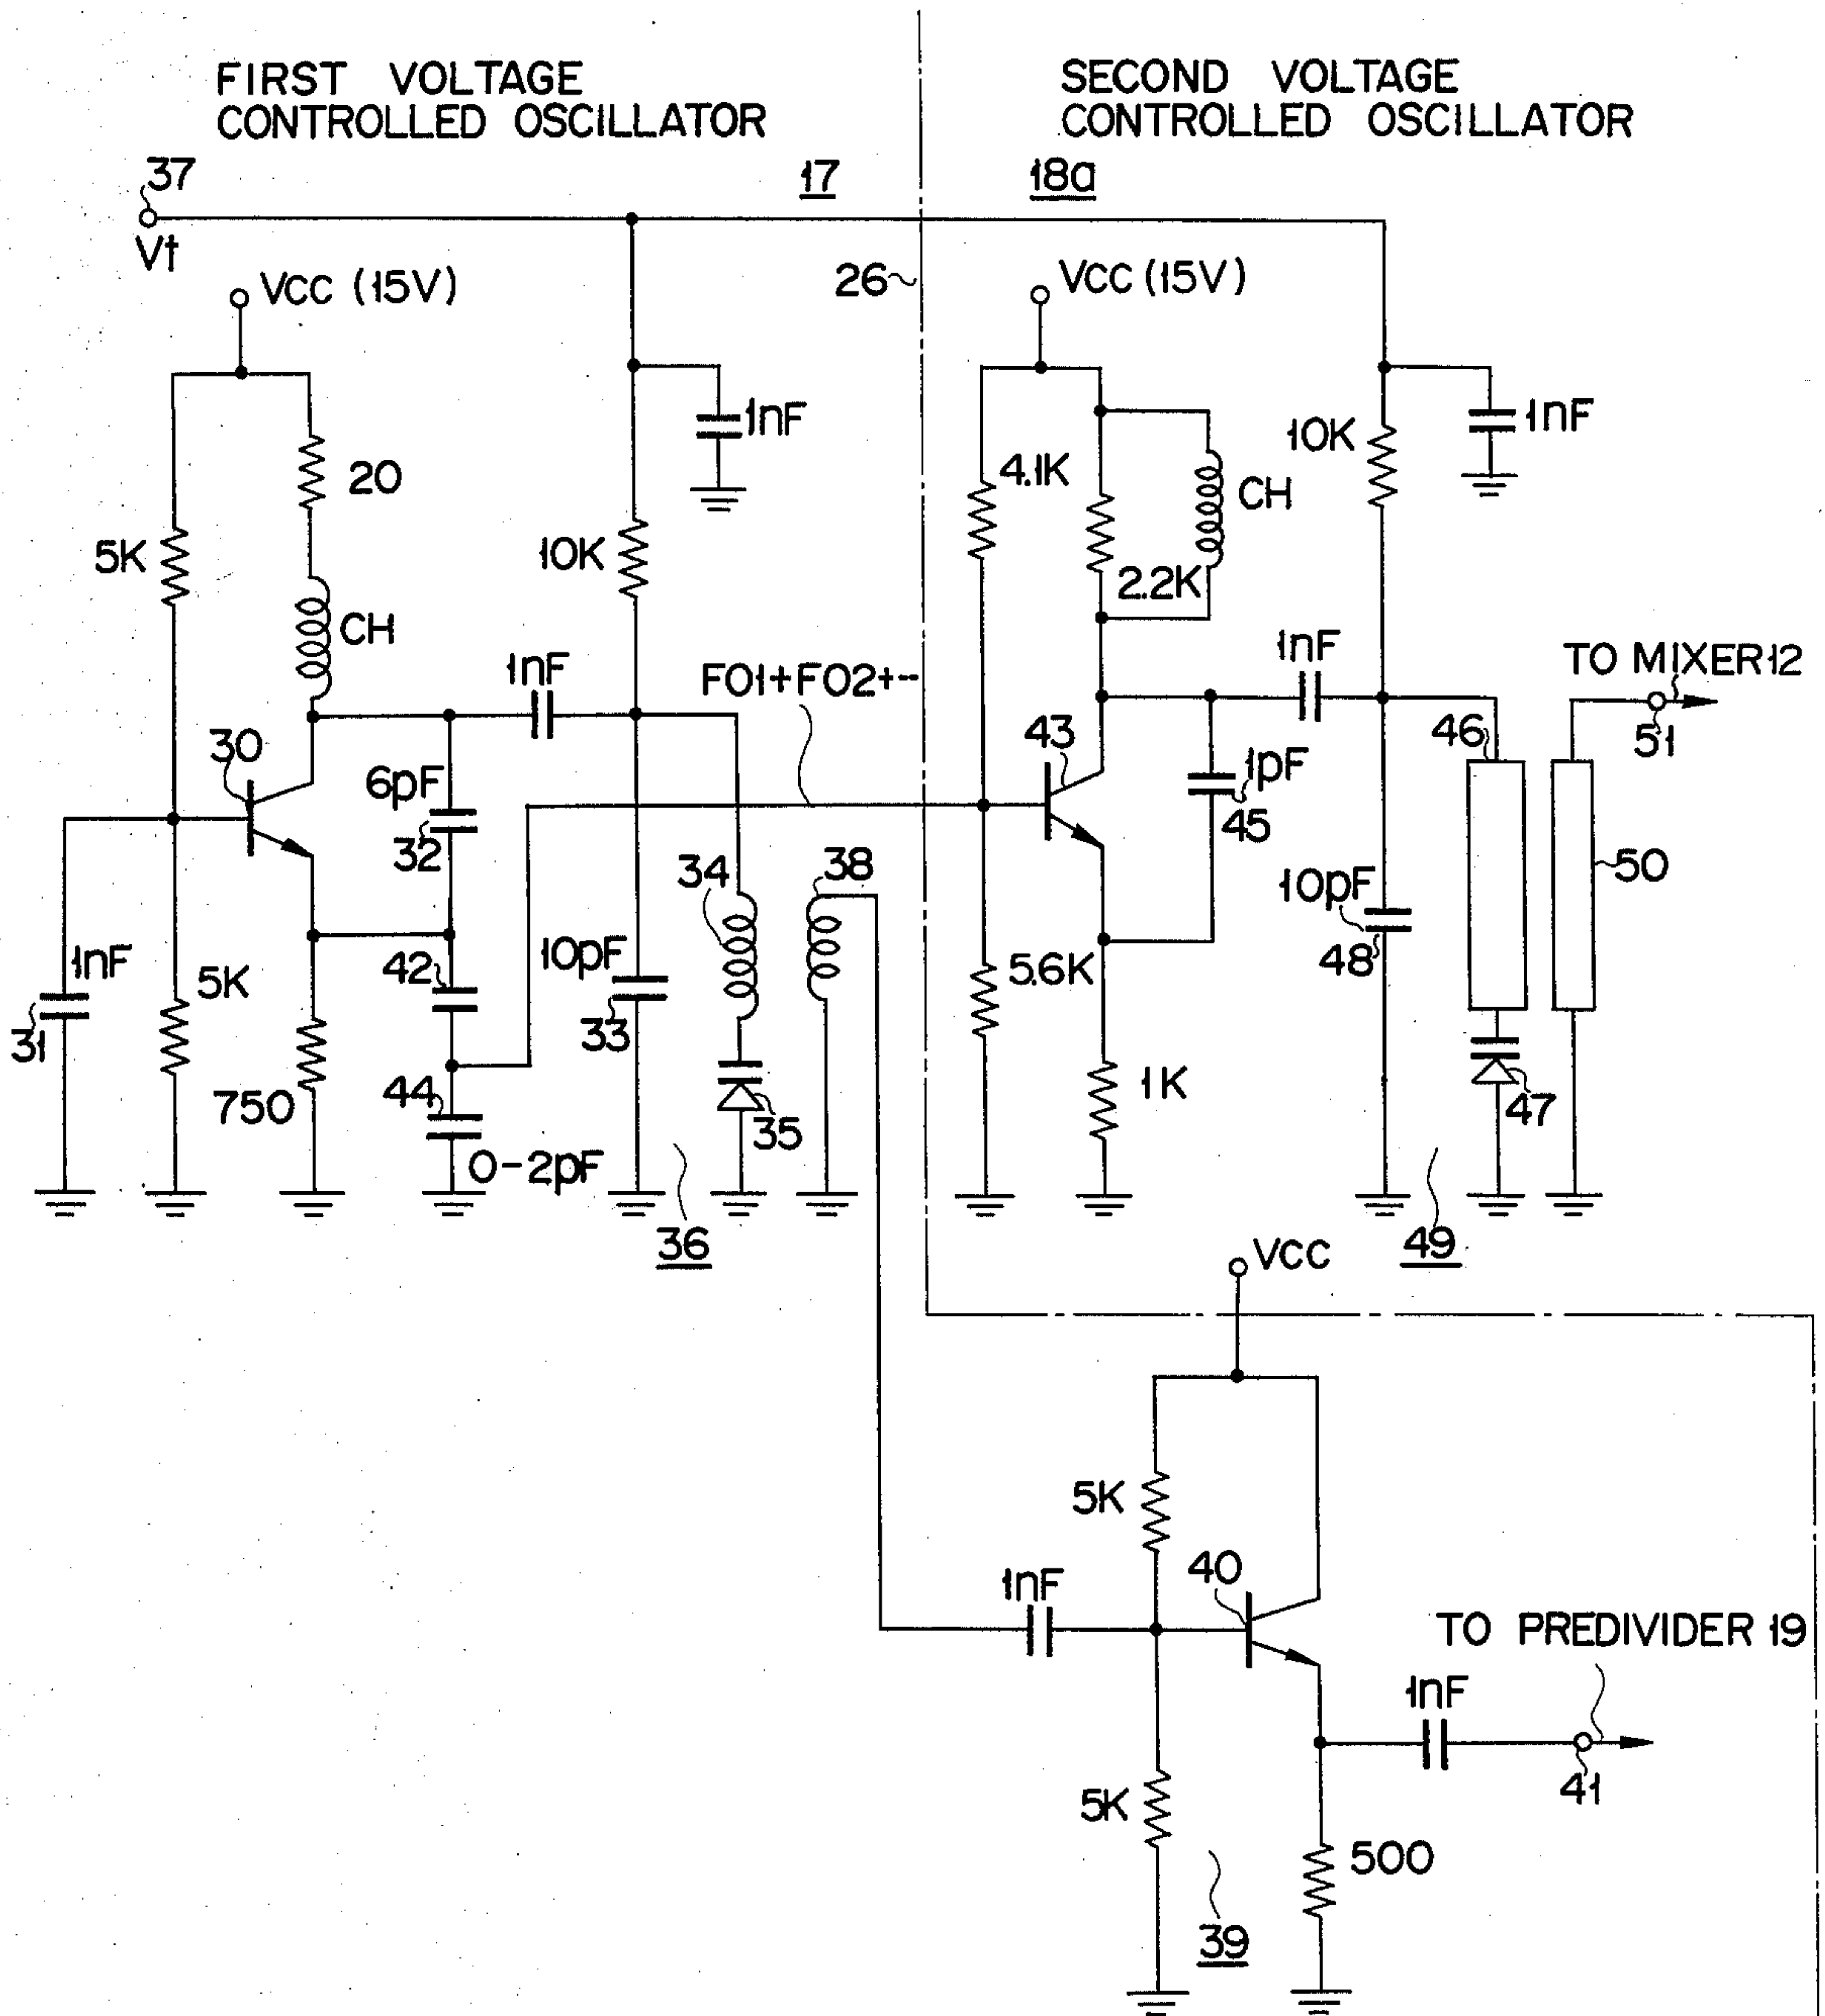 FIRST VOLTAGE
CONTROLLED OSCILLATOR
SECOND VOLTAGE
CONTROLLED OSCILLATOR
37
17
18a
Vt
VCC (15V)
26
VCC (15V)
1nF
1nF
20
4.1K
CH
10K
5K
10K
2.2K
CH
1nF
FO1+FO2+--
1nF
TO MIXER 12
30
43
46
51
6pF
1pF
32
45
34
38
50
10pF
1nF
5K
42
10pF
5.6K
48
31
33
750
44
35
1K
47
0-2pF
36
49
VCC
5K
1nF
40
TO PREDIVIDER 19
1nF
5K
41
500
39